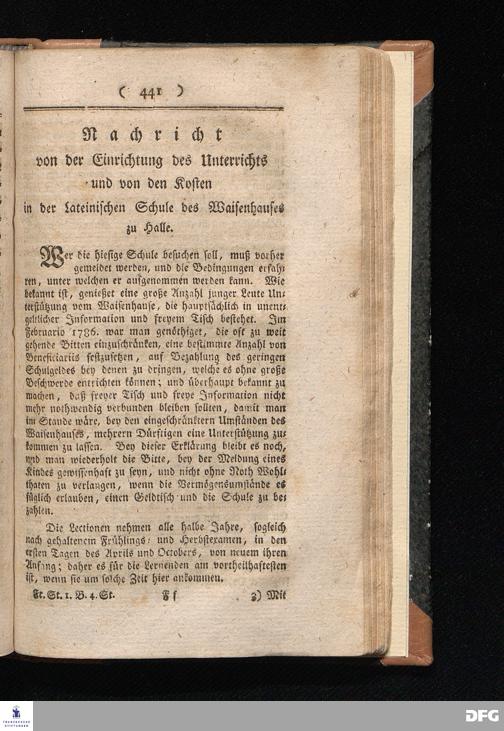 ( 441 )
Nachricht
von der Einrichtung des Unterrichts
und von den Kosten
in der Lateinischen Schule des Waisenhauses
zu Halle.
Wer die hiesige Schule besuchen soll, muß vorher
gemeldet werden, und die Bedingungen erfah-
ren, unter welchen er aufgenommen werden kann. Wie
bekannt ist, genießet eine große Anzahl junger Leute Un-
terstützung vom Waisenhause, die hauptsächlich in unent-
geltlicher Information und freyem Tisch bestehet. Im
Februario 1786. war man genöthiget, die oft zu weit
gehende Bitten einzuschränken, eine bestimmte Anzahl von
Beneficiariis festzusetzen, auf Bezahlung des geringen
Schulgeldes bey denen zu dringen, welche es ohne große
Beschwerde entrichten können; und überhaupt bekannt zu
machen, daß freyer Tisch und freye Information nicht
mehr nothwendig verbunden bleiben sollten, damit man
im Stande wäre, bey den eingeschränktern Umständen des
Waisenhauses, mehrern Dürftigen eine Unterstützung zu-
kommen zu lassen. Bey dieser Erklärung bleibt es noch,
und man wiederholt die Bitte, bey der Meldung eines
Kindes gewissenhaft zu seyn, und nicht ohne Noth Wohl-
thaten zu verlangen, wenn die Vermögensumstände es
füglich erlauben, einen Geldtisch und die Schule zu be-
zahlen.
Die Lectionen nehmen alle halbe Jahre, sogleich
nach gehaltenem Frühlings- und Herbstexamen, in den
ersten Tagen des Aprils und Octobers, von neuem ihren
Anfang; daher es für die Lernenden am vortheilhaftesten
ist, wenn sie um solche Zeit hier ankommen.
Fr. St. 1. B. 4. St. F f 3) Mit
FRANCKESCHE
STIFTUNGEN
DFG